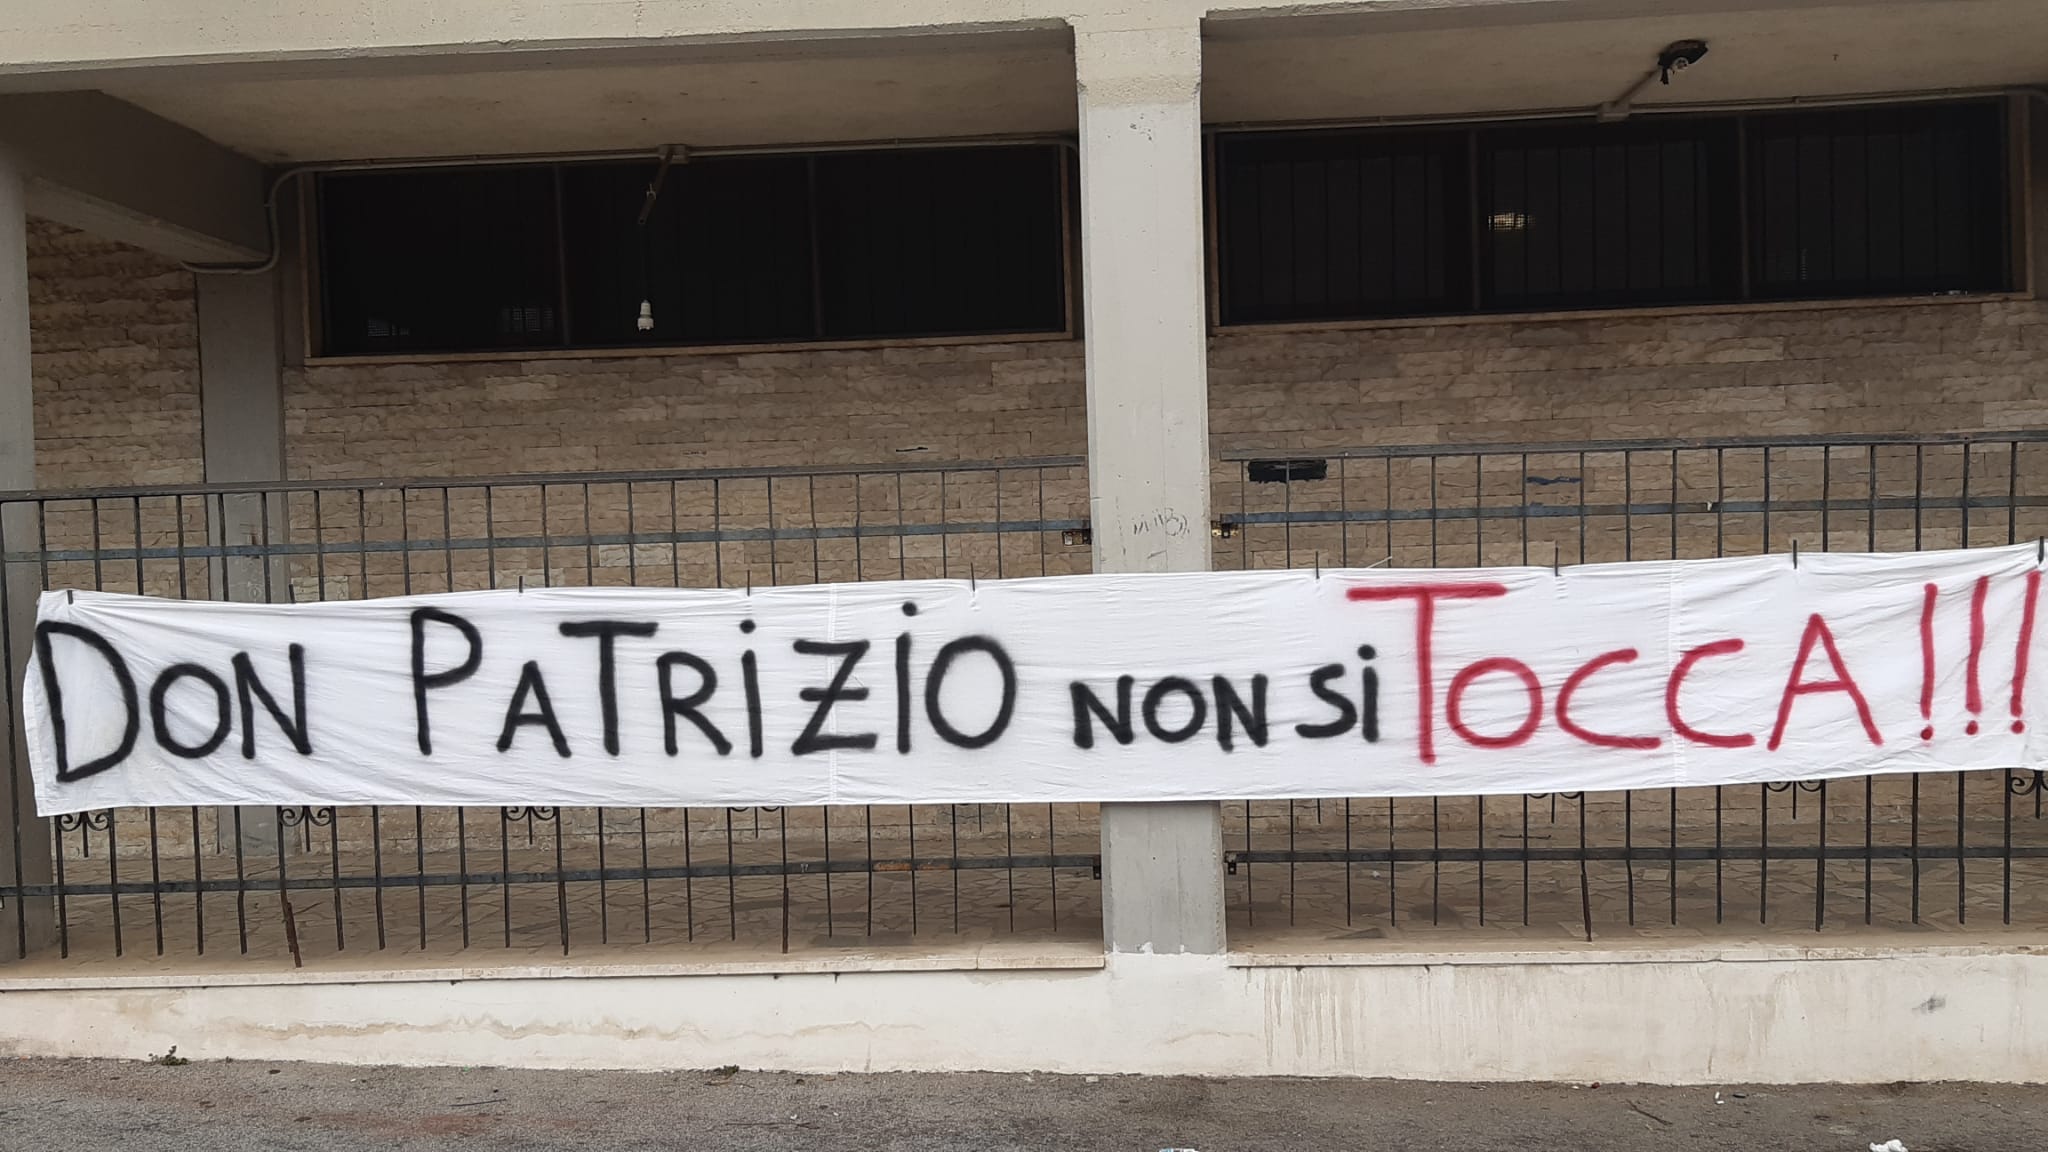 DON PATRIZIO NON SI TOCCA!!!